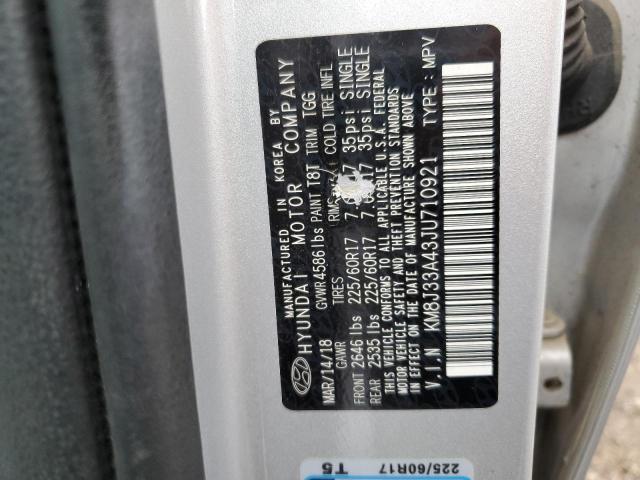 MANUFACTURED IN KOREA BY
HYUNDAI MOTOR COMPANY
MAR/14/18 GVWR 4586 lbs PAINT T8T TRIM TGG
GAWR TIRES RIMS COLD TIRE INFL
FRONT 2646 lbs 225/60R17 35psi SINGLE
REAR 2535 lbs 225/60R17 35psi SINGLE
THIS VEHICLE CONFORMS TO ALL APPLICABLE U.S.A. FEDERAL
MOTOR VEHICLE SAFETY AND THEFT PREVENTION STANDARDS
IN EFFECT ON THE DATE OF MANUFACTURE SHOWN ABOVE
V.I.N KM8J33A43JU710921 TYPE : MPV
225/60R17
T5